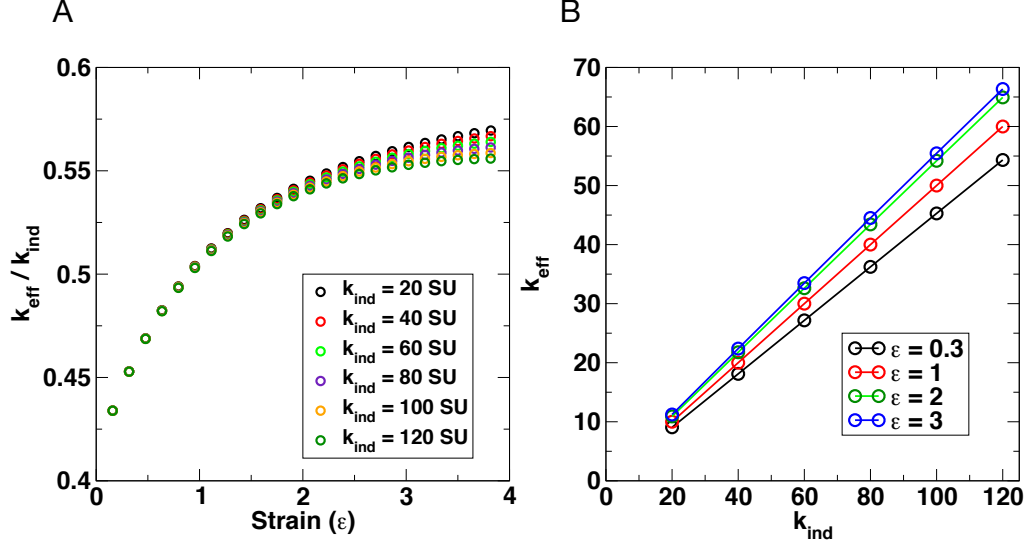 A
B
0.6
0.55
0.5
0.45
0.4
k_eff / k_ind
0
1
2
3
4
Strain (ε)
k_ind = 20 SU
k_ind = 40 SU
k_ind = 60 SU
k_ind = 80 SU
k_ind = 100 SU
k_ind = 120 SU
70
60
50
40
30
20
10
0
k_eff
20 40 60 80 100 120
k_ind
ε = 0.3
ε = 1
ε = 2
ε = 3